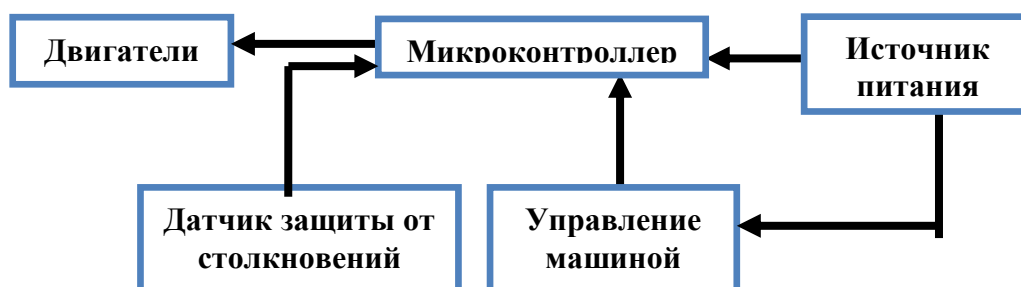 Двигатели
Микроконтроллер
Источник
питания
Датчик защиты от
столкновений
Управление
машиной